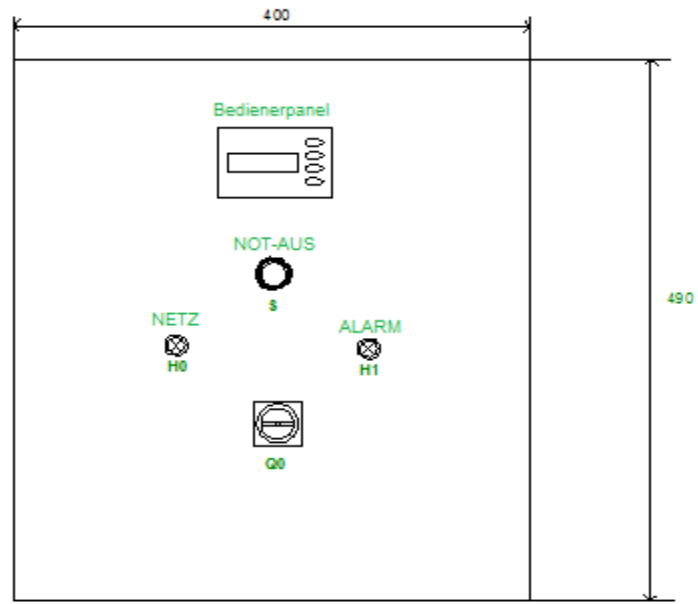 400
Bedienerpanel
NOT-AUS
S
490
NETZ
ALARM
H0
H1
Q0